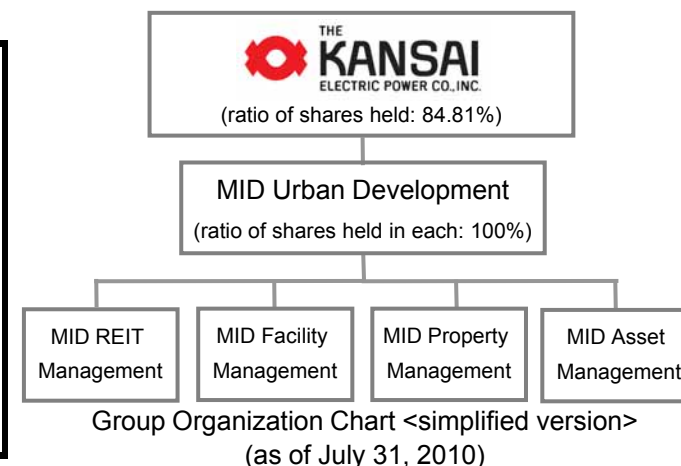 THE
KANSAI
ELECTRIC POWER CO.,INC.
(ratio of shares held: 84.81%)
MID Urban Development
(ratio of shares held in each: 100%)
MID REIT
Management
MID Facility
Management
MID Property
Management
MID Asset
Management
Group Organization Chart <simplified version>
(as of July 31, 2010)